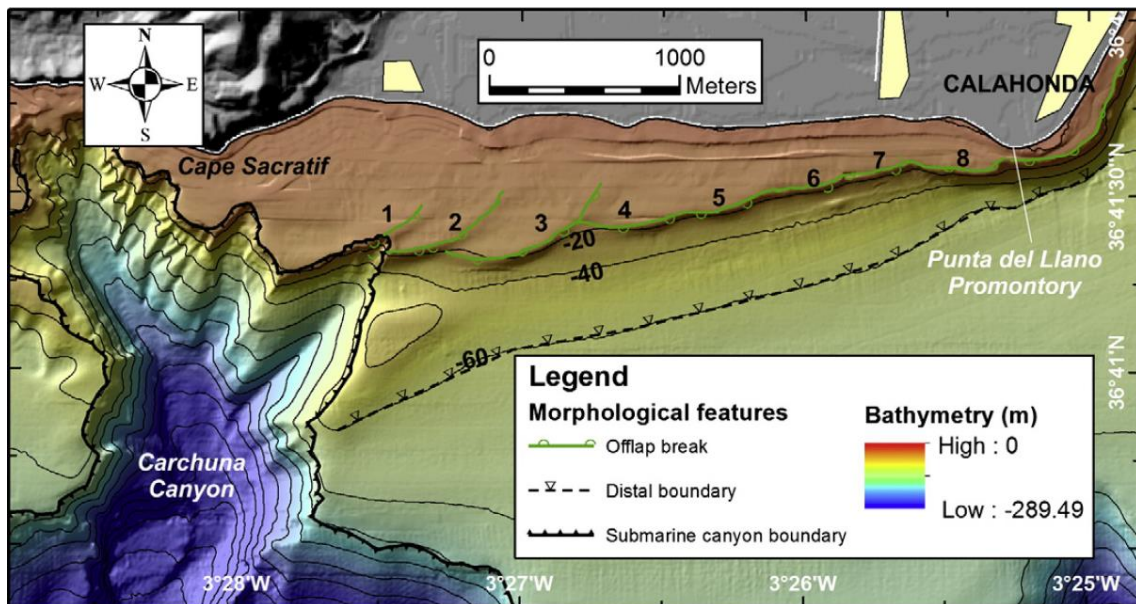 N
W E
S
0 1000
Meters
CALAHONDA
Cape Sacratif
1 2 3 4 5 6 7 8
-20
-40
-60
36°41'30"N
Punta del Llano
Promontory
36°41'N
Carchuna
Canyon
Legend
Morphological features
Offlap break
Distal boundary
Submarine canyon boundary
Bathymetry (m)
High : 0
Low : -289.49
3°28'W 3°27'W 3°26'W 3°25'W